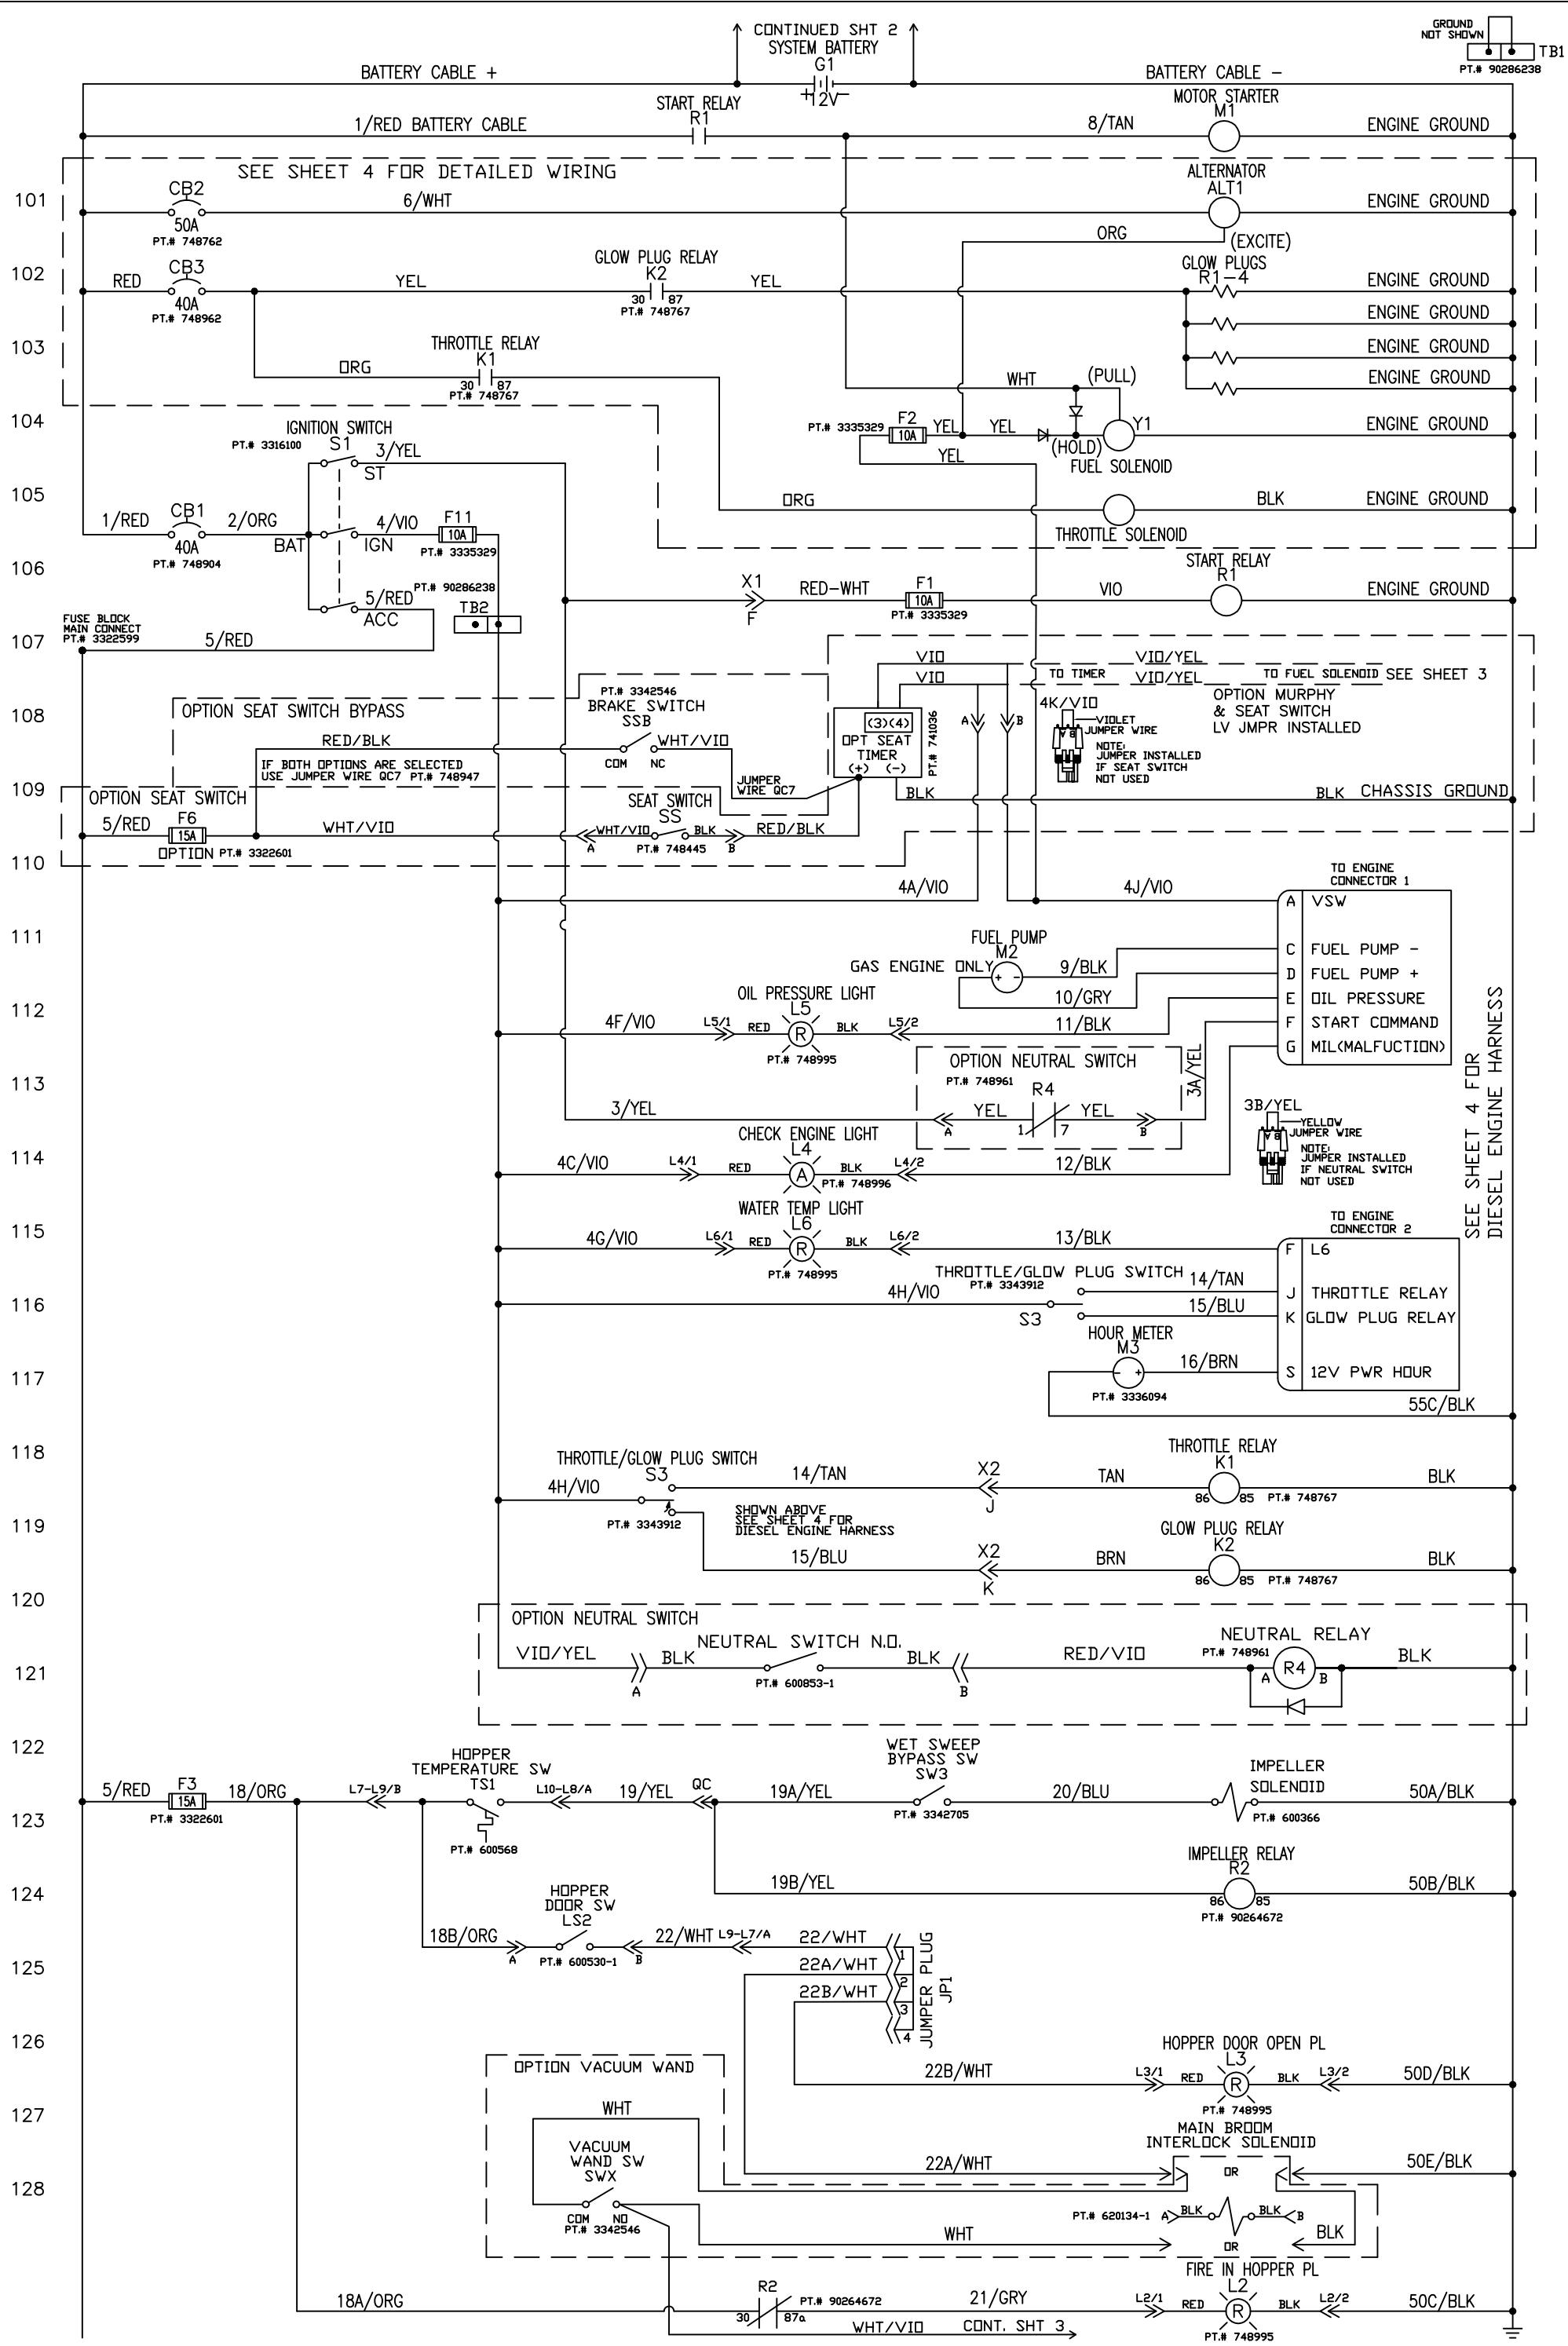 CONTINUED SHT 2
SYSTEM BATTERY
G1
+12V-
BATTERY CABLE +
BATTERY CABLE -
GROUND
NOT SHOWN
TB1
PT.# 90286238
START RELAY
R1
1/RED BATTERY CABLE
8/TAN
MOTOR STARTER
M1
ENGINE GROUND
SEE SHEET 4 FOR DETAILED WIRING
101
CB2
50A
PT.# 748762
6/WHT
ALTERNATOR
ALT1
ENGINE GROUND
ORG
(EXCITE)
102
RED
CB3
40A
PT.# 748962
YEL
GLOW PLUG RELAY
K2
30 87
PT.# 748767
YEL
GLOW PLUGS
R1-4
ENGINE GROUND
ENGINE GROUND
103
ENGINE GROUND
ENGINE GROUND
THROTTLE RELAY
K1
30 87
PT.# 748767
ORG
WHT
(PULL)
104
IGNITION SWITCH
PT.# 3316100
S1
3/YEL
ST
PT.# 3335329
F2
10A
YEL
YEL
YEL
(HOLD)
Y1
FUEL SOLENOID
ENGINE GROUND
105
1/RED
CB1
40A
PT.# 748904
2/ORG
BAT
4/VIO
IGN
F11
10A
PT.# 3335329
ORG
THROTTLE SOLENOID
BLK
ENGINE GROUND
106
5/RED
ACC
PT.# 90286238
TB2
X1
F
RED-WHT
F1
10A
PT.# 3335329
VIO
START RELAY
R1
ENGINE GROUND
FUSE BLOCK
MAIN CONNECT
PT.# 3322599
107
5/RED
VIO
VIO/YEL
TO TIMER
TO FUEL SOLENOID
SEE SHEET 3
VIO
VIO/YEL
108
OPTION SEAT SWITCH BYPASS
PT.# 3342546
BRAKE SWITCH
SSB
RED/BLK
WHT/VIO
COM NC
IF BOTH OPTIONS ARE SELECTED
USE JUMPER WIRE QC7 PT.# 748947
JUMPER
WIRE QC7
(3)(4)
OPT SEAT
TIMER
(+) (-)
PT.# 741036
A
B
4K/VIO
B A
VIOLET
JUMPER WIRE
NOTE:
JUMPER INSTALLED
IF SEAT SWITCH
NOT USED
OPTION MURPHY
& SEAT SWITCH
LV JMPR INSTALLED
109
OPTION SEAT SWITCH
BLK
BLK
CHASSIS GROUND
5/RED
F6
15A
OPTION PT.# 3322601
WHT/VIO
A
WHT/VIO
SEAT SWITCH
SS
PT.# 748445
BLK
B
RED/BLK
110
4A/VIO
4J/VIO
TO ENGINE
CONNECTOR 1
A VSW
111
FUEL PUMP
M2
GAS ENGINE ONLY
+ -
9/BLK
C FUEL PUMP -
10/GRY
D FUEL PUMP +
112
OIL PRESSURE LIGHT
L5
4F/VIO
L5/1
RED
R
BLK
L5/2
PT.# 748995
11/BLK
E OIL PRESSURE
F START COMMAND
G MIL(MALFUCTION)
113
OPTION NEUTRAL SWITCH
PT.# 748961
R4
3/YEL
A
YEL
1 7
YEL
B
3A/YEL
SEE SHEET 4 FOR
DIESEL ENGINE HARNESS
3B/YEL
B A
YELLOW
JUMPER WIRE
NOTE:
JUMPER INSTALLED
IF NEUTRAL SWITCH
NOT USED
114
CHECK ENGINE LIGHT
L4
4C/VIO
L4/1
RED
A
BLK
L4/2
PT.# 748996
12/BLK
115
WATER TEMP LIGHT
L6
4G/VIO
L6/1
RED
R
BLK
L6/2
PT.# 748995
13/BLK
TO ENGINE
CONNECTOR 2
F L6
116
THROTTLE/GLOW PLUG SWITCH
PT.# 3343912
4H/VIO
S3
14/TAN
J THROTTLE RELAY
15/BLU
K GLOW PLUG RELAY
117
HOUR METER
M3
- +
PT.# 3336094
16/BRN
S 12V PWR HOUR
55C/BLK
118
THROTTLE/GLOW PLUG SWITCH
S3
4H/VIO
PT.# 3343912
14/TAN
X2
J
TAN
THROTTLE RELAY
K1
86 85 PT.# 748767
BLK
119
SHOWN ABOVE
SEE SHEET 4 FOR
DIESEL ENGINE HARNESS
15/BLU
X2
K
BRN
GLOW PLUG RELAY
K2
86 85 PT.# 748767
BLK
120
OPTION NEUTRAL SWITCH
121
VIO/YEL
A
BLK
NEUTRAL SWITCH N.O.
PT.# 600853-1
BLK
B
RED/VIO
NEUTRAL RELAY
PT.# 748961
A R4 B
BLK
122
5/RED
F3
15A
PT.# 3322601
18/ORG
L7-L9/B
HOPPER
TEMPERATURE SW
TS1
PT.# 600568
L10-L8/A
19/YEL
QC
19A/YEL
WET SWEEP
BYPASS SW
SW3
PT.# 3342705
20/BLU
IMPELLER
SOLENOID
PT.# 600366
50A/BLK
123
124
19B/YEL
IMPELLER RELAY
R2
86 85
PT.# 90264672
50B/BLK
18B/ORG
A
HOPPER
DOOR SW
LS2
PT.# 600530-1
B
22/WHT
L9-L7/A
22/WHT
1
125
22A/WHT
2
22B/WHT
3
4
JUMPER PLUG
JP1
126
OPTION VACUUM WAND
22B/WHT
L3/1
RED
HOPPER DOOR OPEN PL
L3
R
BLK
L3/2
PT.# 748995
50D/BLK
127
WHT
VACUUM
WAND SW
SWX
COM NO
PT.# 3342546
22A/WHT
MAIN BROOM
INTERLOCK SOLENOID
OR
50E/BLK
128
PT.# 620134-1
A BLK
BLK B
WHT
OR
BLK
18A/ORG
R2
30 87a
PT.# 90264672
21/GRY
L2/1
RED
FIRE IN HOPPER PL
L2
R
BLK
L2/2
PT.# 748995
50C/BLK
WHT/VIO
CONT. SHT 3